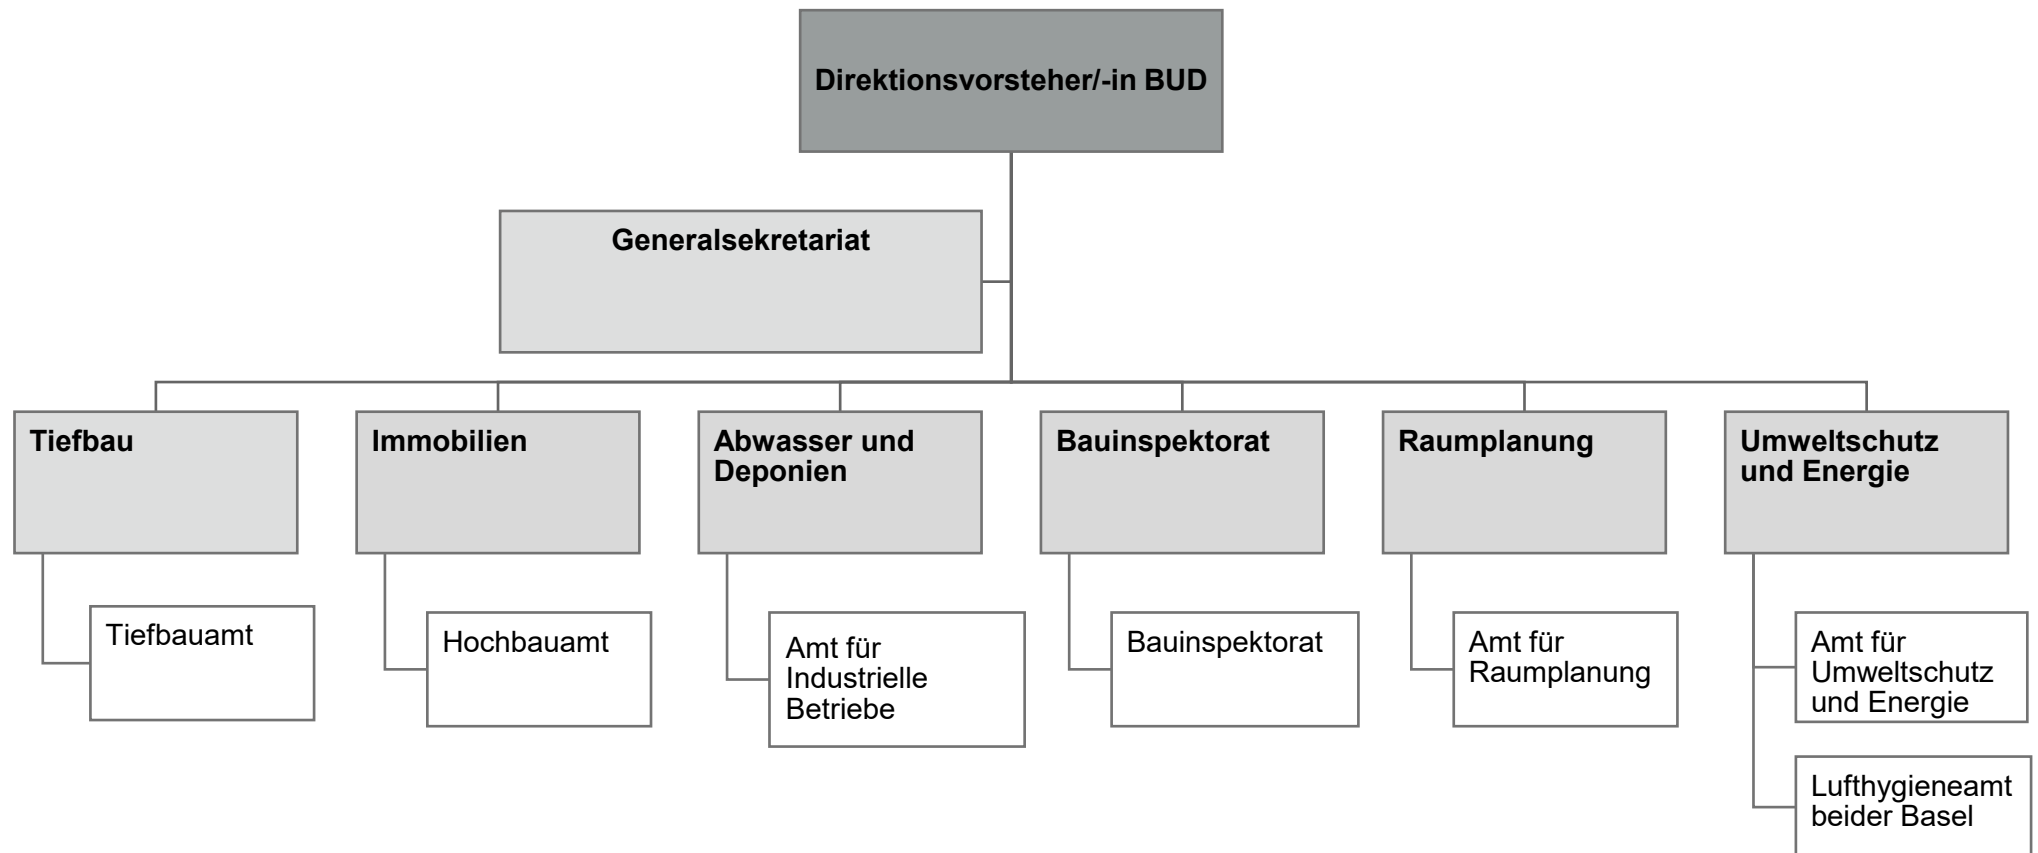 Direktionsvorsteher/-in BUD
Generalsekretariat
Tiefbau
Immobilien
Abwasser und
Deponien
Bauinspektorat
Raumplanung
Umweltschutz
und Energie
Tiefbauamt
Hochbauamt
Amt für
Industrielle
Betriebe
Bauinspektorat
Amt für
Raumplanung
Amt für
Umweltschutz
und Energie
Lufthygieneamt
beider Basel